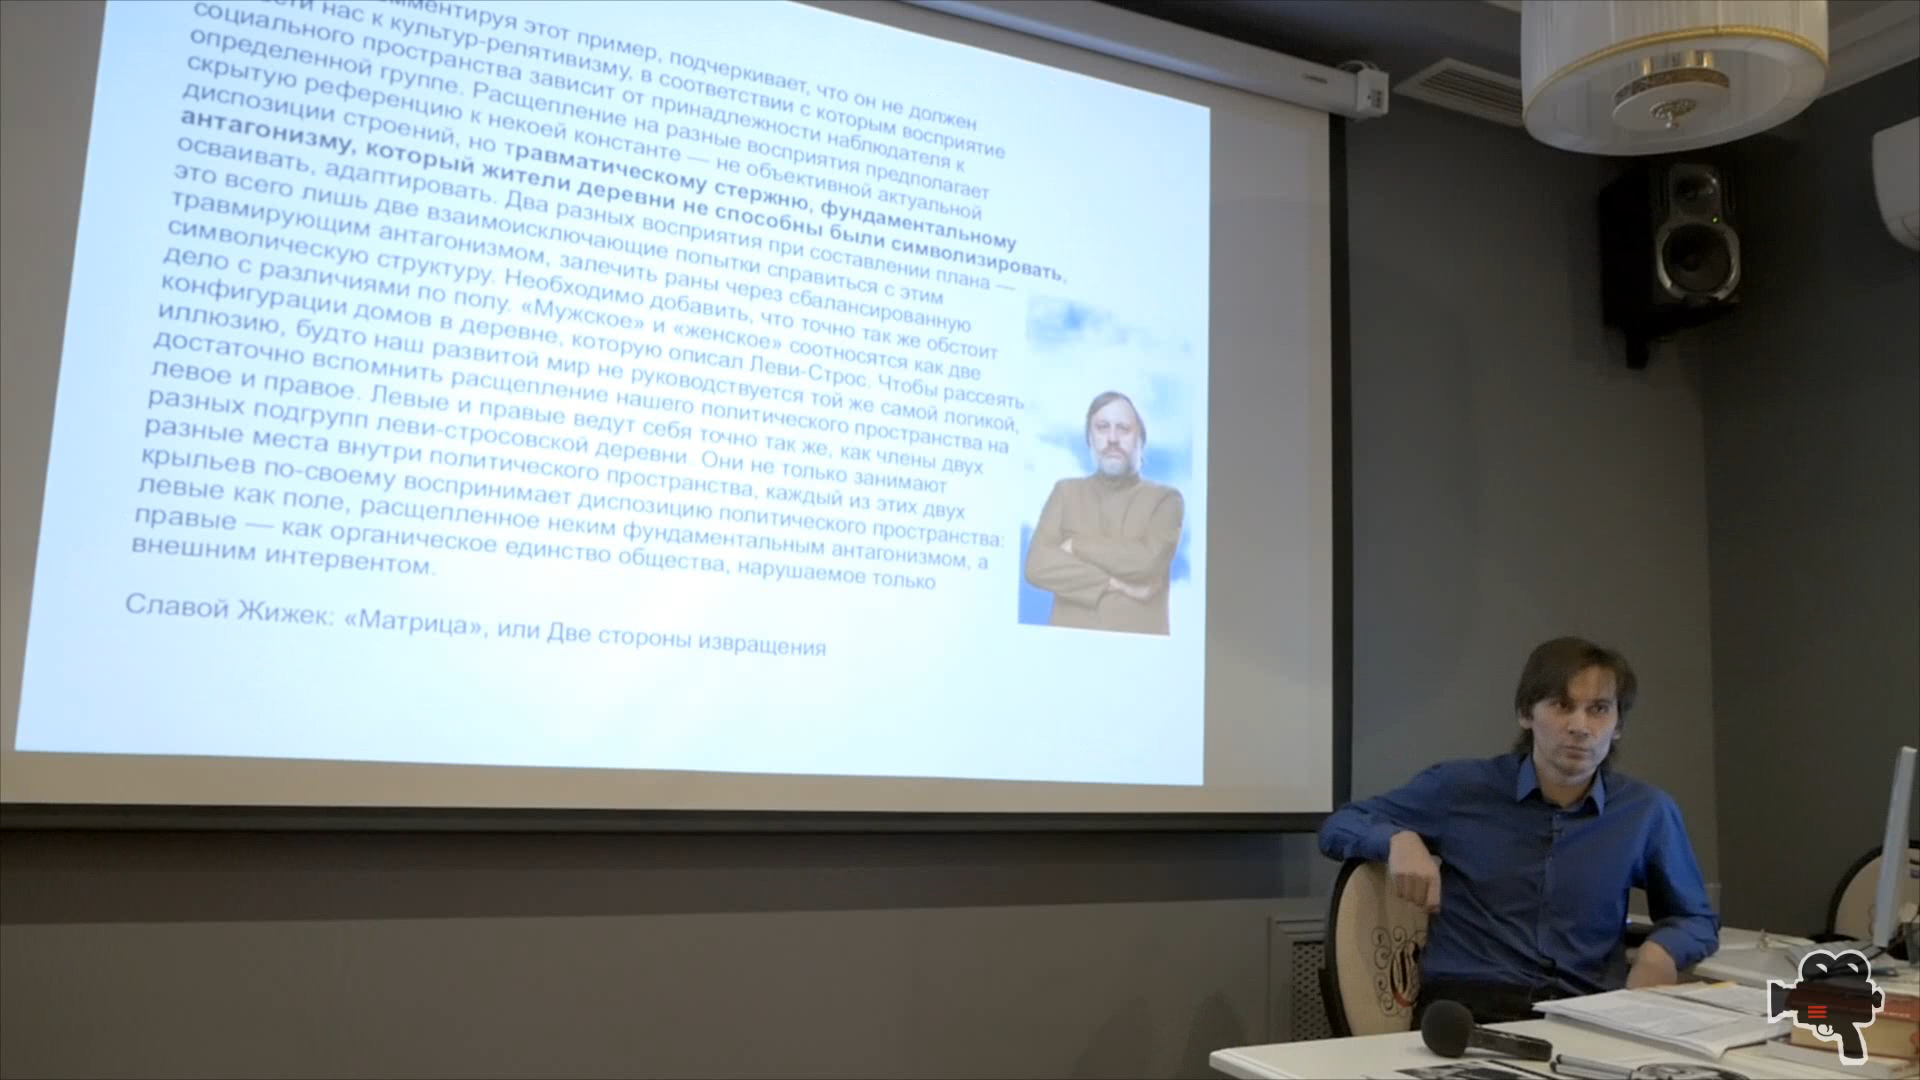 этот пример, подчеркивает, что он не должен
нас к культур-релятивизму, в соответствии с которым восприятие
социального пространства зависит от принадлежности наблюдателя к
определенной группе. Расщепление на разные восприятия предполагает
скрытую референцию к некоей константе — не объективной актуальной
диспозиции строений, но травматическому стержню, фундаментальному
антагонизму, который жители деревни не способны были символизировать,
осваивать, адаптировать. Два разных восприятия при составлении плана —
это всего лишь две взаимоисключающие попытки справиться с этим
травмирующим антагонизмом, залечить раны через сбалансированную
символическую структуру. Необходимо добавить, что точно так же обстоит
дело с различиями по полу. «Мужское» и «женское» соотносятся как две
конфигурации домов в деревне, которую описал Леви-Строс. Чтобы рассеять
иллюзию, будто наш развитой мир не руководствуется той же самой логикой,
достаточно вспомнить расщепление нашего политического пространства на
левое и правое. Левые и правые ведут себя точно так же, как члены двух
разных подгрупп леви-стросовской деревни. Они не только занимают
разные места внутри политического пространства, каждый из этих двух
крыльев по-своему воспринимает диспозицию политического пространства:
левые как поле, расщепленное неким фундаментальным антагонизмом, а
правые — как органическое единство общества, нарушаемое только
внешним интервентом.
Славой Жижек: «Матрица», или Две стороны извращения